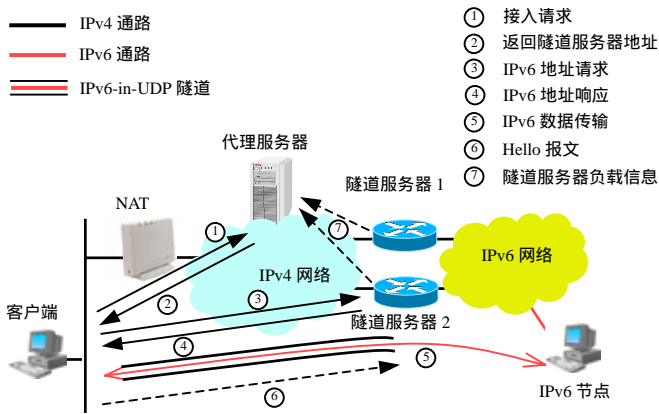 IPv4 通路
IPv6 通路
IPv6-in-UDP 隧道
① 接入请求
② 返回隧道服务器地址
③ IPv6 地址请求
④ IPv6 地址响应
⑤ IPv6 数据传输
⑥ Hello 报文
⑦ 隧道服务器负载信息
代理服务器
隧道服务器 1
NAT
①
⑦
IPv4 网络
IPv6 网络
②
③
客户端
隧道服务器 2
④
⑤
⑥
IPv6 节点